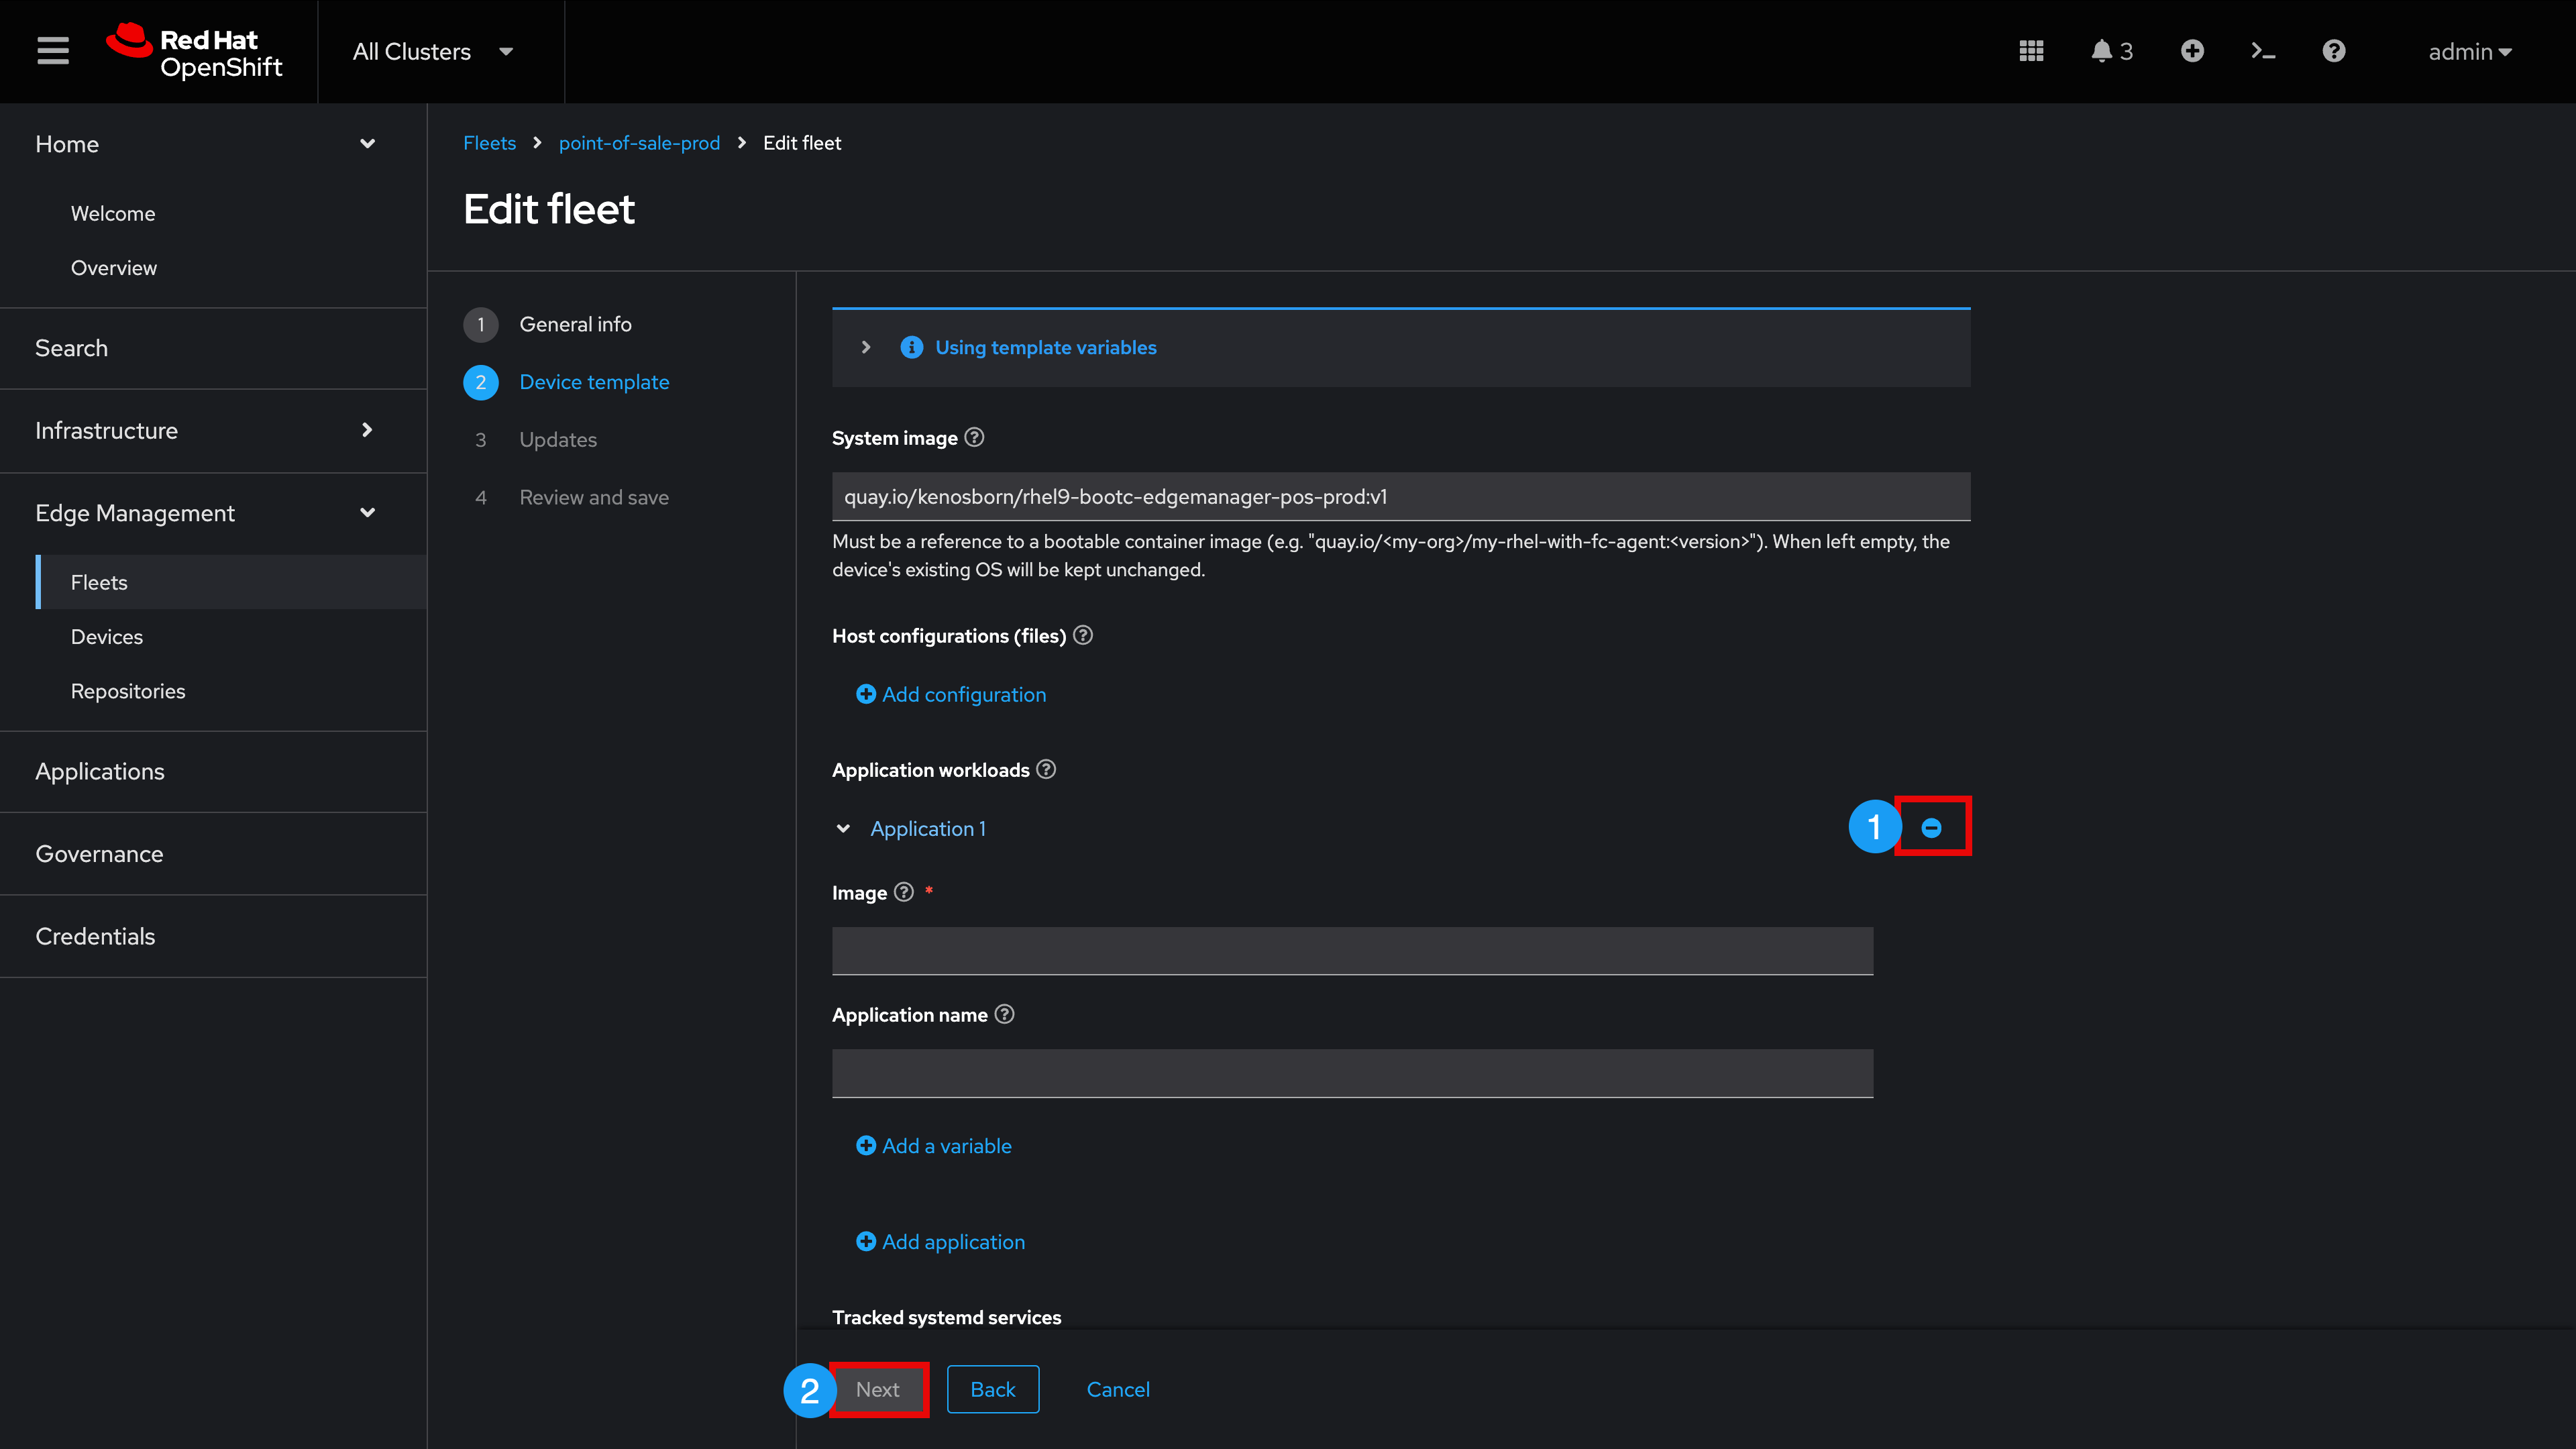 Red Hat
OpenShift
All Clusters
3
admin
Home
Welcome
Overview
Search
Infrastructure
Edge Management
Fleets
Devices
Repositories
Applications
Governance
Credentials
Fleets > point-of-sale-prod > Edit fleet
Edit fleet
1 General info
2 Device template
3 Updates
4 Review and save
Using template variables
System image
quay.io/kenosborn/rhel9-bootc-edgemanager-pos-prod:v1
Must be a reference to a bootable container image (e.g. "quay.io/<my-org>/my-rhel-with-fc-agent:<version>"). When left empty, the
device's existing OS will be kept unchanged.
Host configurations (files)
Add configuration
Application workloads
Application 1
1
Image *
Application name
Add a variable
Add application
Tracked systemd services
2
Next
Back
Cancel